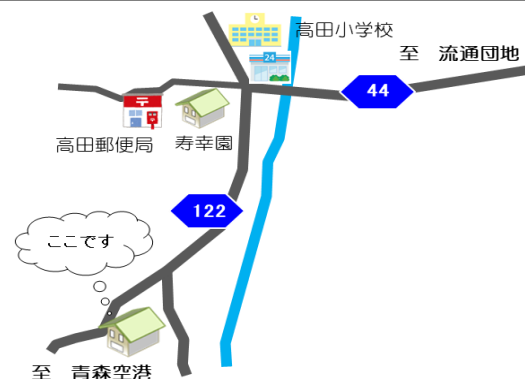 高田小学校
24
至　流通団地
44
高田郵便局
寿幸園
122
ここです
至　青森空港